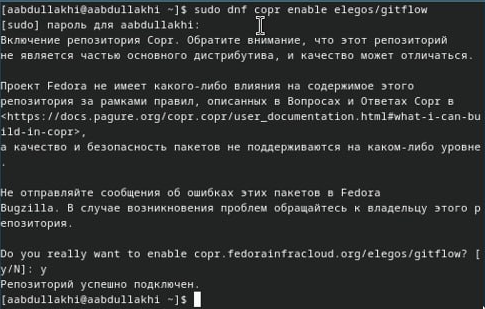 [aabdullakhi@aabdullakhi ~]$ sudo dnf copr enable elegos/gitflow
[sudo] пароль для aabdullakhi:
Включение репозитория Copr. Обратите внимание, что этот репозиторий
не является частью основного дистрибутива, и качество может отличаться.
Проект Fedora не имеет какого-либо влияния на содержимое этого
репозитория за рамками правил, описанных в Вопросах и Ответах Copr в
<https://docs.pagure.org/copr.copr/user_documentation.html#what-i-can-bu
ild-in-copr>,
а качество и безопасность пакетов не поддерживаются на каком-либо уровне
.
Не отправляйте сообщения об ошибках этих пакетов в Fedora
Bugzilla. В случае возникновения проблем обращайтесь к владельцу этого р
епозитория.
Do you really want to enable copr.fedorainfracloud.org/elegos/gitflow? [
y/N]: y
Репозиторий успешно подключен.
[aabdullakhi@aabdullakhi ~]$